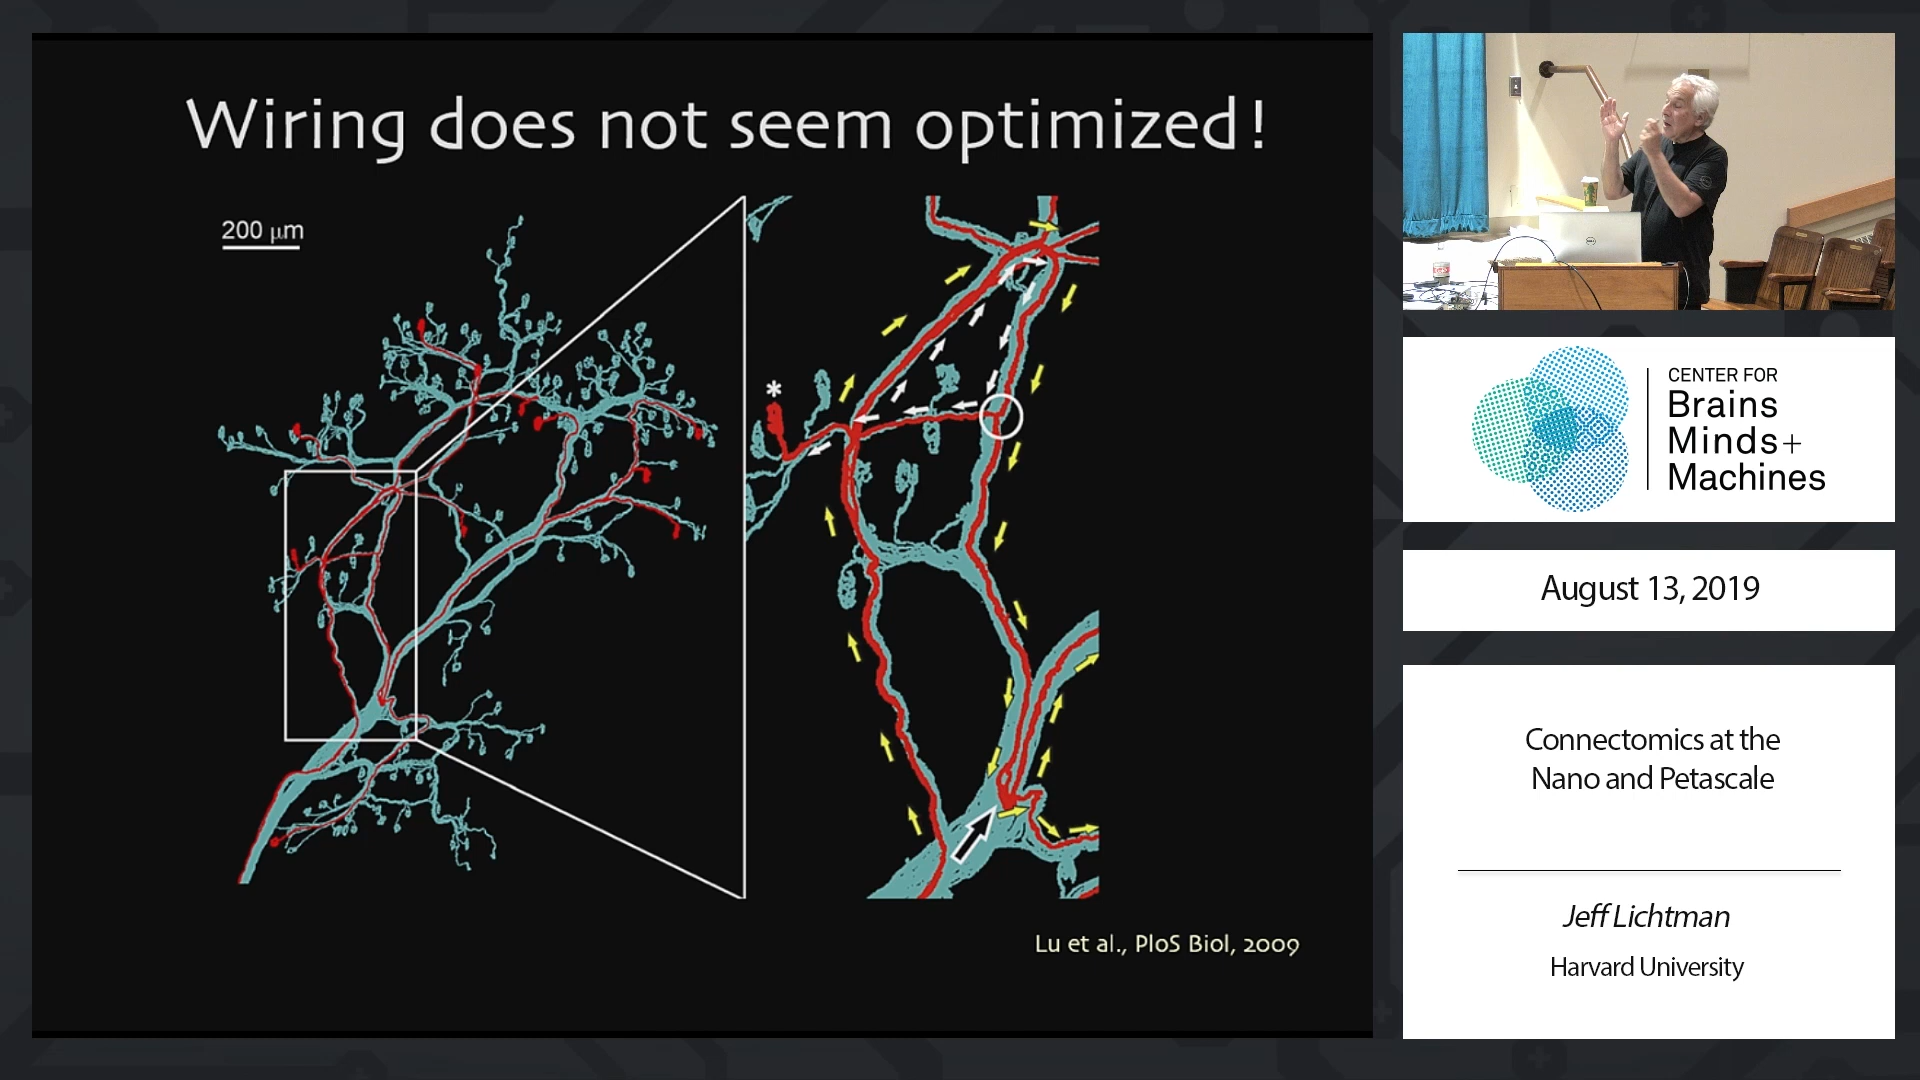 Wiring does not seem optimized!
200 μm
*
Lu et al., PloS Biol, 2009
CENTER FOR
Brains
Minds+
Machines
August 13, 2019
Connectomics at the
Nano and Petascale
Jeff Lichtman
Harvard University